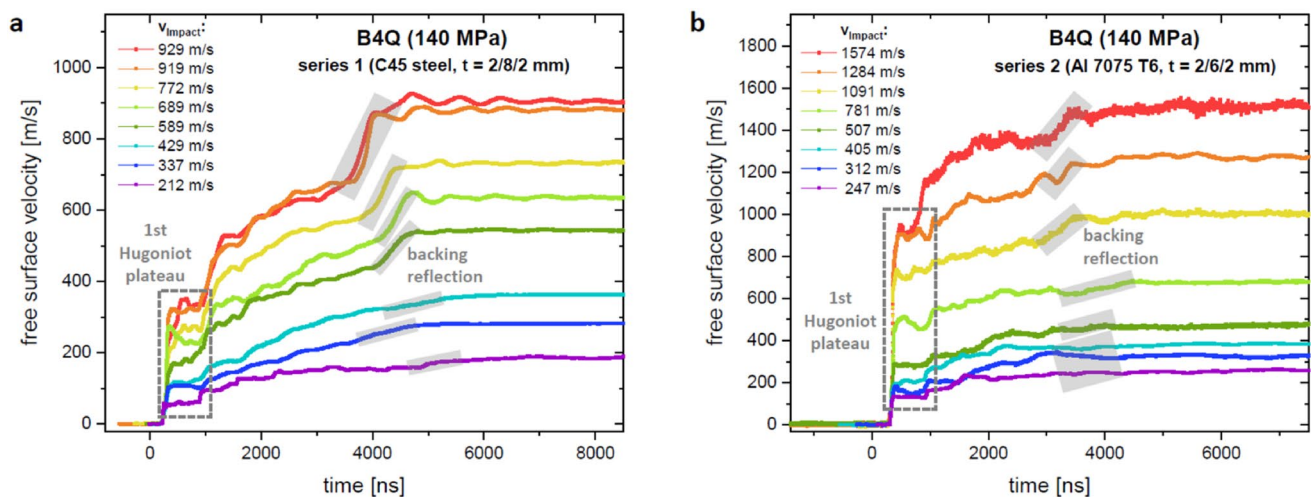 a
v_Impact:
929 m/s
919 m/s
772 m/s
689 m/s
589 m/s
429 m/s
337 m/s
212 m/s
B4Q (140 MPa)
series 1 (C45 steel, t = 2/8/2 mm)
1st
Hugoniot
plateau
backing
reflection
free surface velocity [m/s]
1000
800
600
400
200
0
0
2000
4000
6000
8000
time [ns]
b
v_Impact:
1574 m/s
1284 m/s
1091 m/s
781 m/s
507 m/s
405 m/s
312 m/s
247 m/s
B4Q (140 MPa)
series 2 (Al 7075 T6, t = 2/6/2 mm)
1st
Hugoniot
plateau
backing
reflection
free surface velocity [m/s]
1800
1600
1400
1200
1000
800
600
400
200
0
0
2000
4000
6000
time [ns]